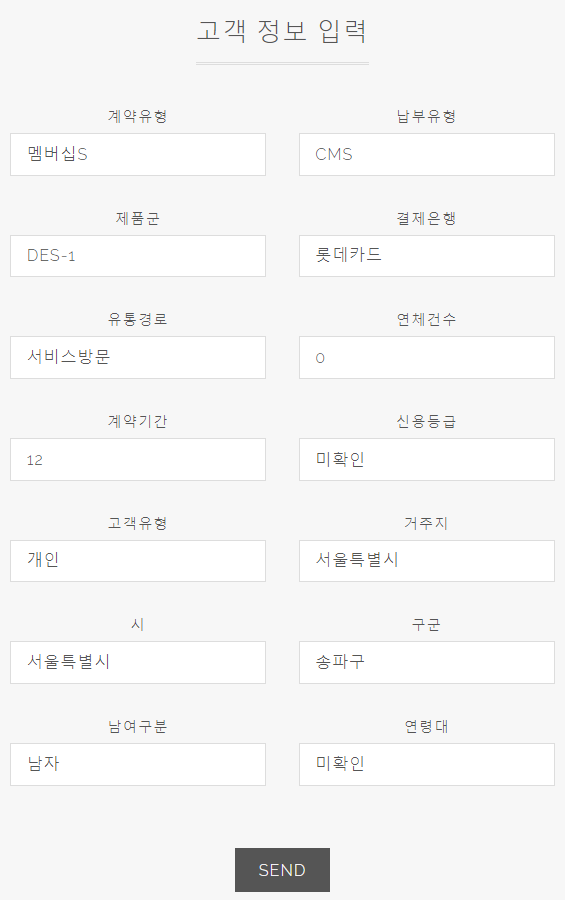 고객 정보 입력
계약유형 납부유형
멤버십S CMS
제품군 결제은행
DES-1 롯데카드
유통경로 연체건수
서비스방문 0
계약기간 신용등급
12 미확인
고객유형 거주지
개인 서울특별시
시 구군
서울특별시 송파구
남여구분 연령대
남자 미확인
SEND